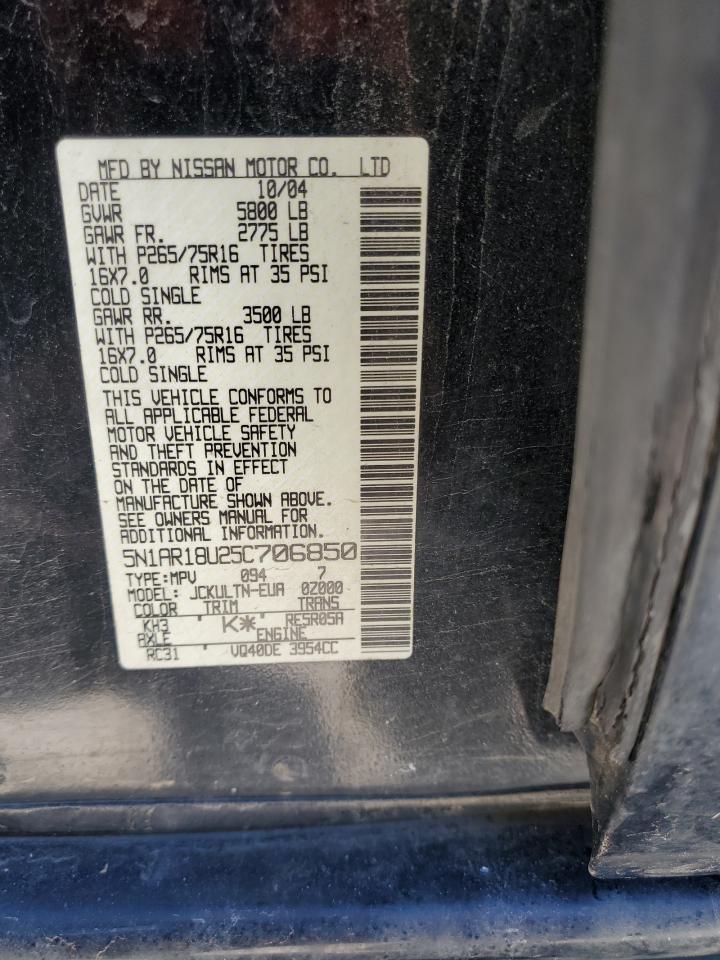 MFD BY NISSAN MOTOR CO. LTD
DATE 10/04
GVWR 5800 LB
GAWR FR. 2775 LB
WITH P265/75R16 TIRES
16X7.0 RIMS AT 35 PSI
COLD SINGLE
GAWR RR. 3500 LB
WITH P265/75R16 TIRES
16X7.0 RIMS AT 35 PSI
COLD SINGLE
THIS VEHICLE CONFORMS TO
ALL APPLICABLE FEDERAL
MOTOR VEHICLE SAFETY
AND THEFT PREVENTION
STANDARDS IN EFFECT
ON THE DATE OF
MANUFACTURE SHOWN ABOVE.
SEE OWNERS MANUAL FOR
ADDITIONAL INFORMATION.
5N1AR18U25C706850
TYPE:MPV 094 7
MODEL: JCKULTN-EUA 0Z000
COLOR TRIM TRANS
KH3 K* RE5R05A
AXLE ENGINE
RC31 VQ40DE 3954CC